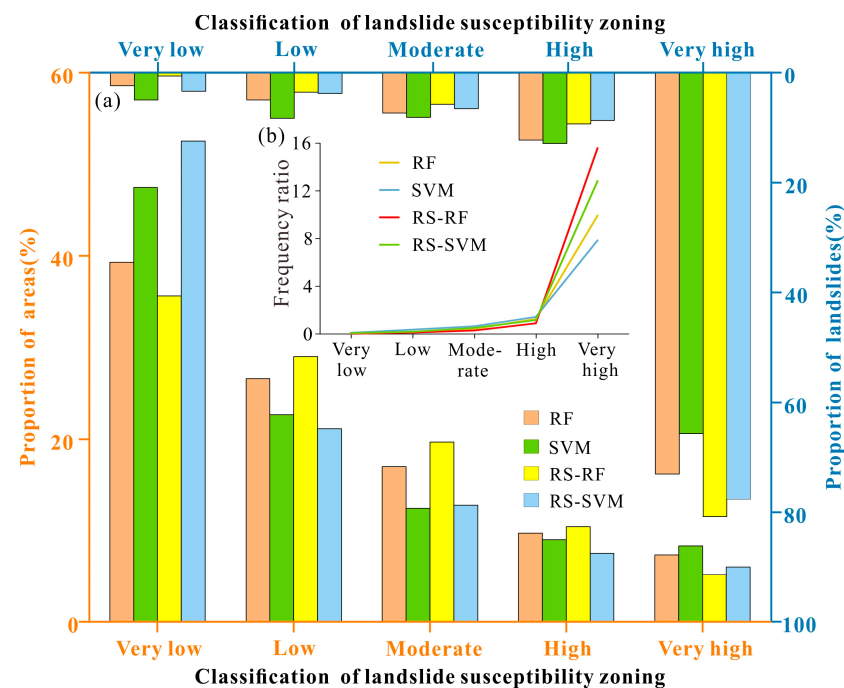 Classification of landslide susceptibility zoning
Very low Low Moderate High Very high
60 0
(a)
(b)
16
RF
12
SVM
20
8
RS-RF
RS-SVM
4
0
Frequency ratio
40
40
Very low
Low
Mode-rate
High
Very high
Proportion of areas(%)
Proportion of landslides(%)
60
RF
20
SVM
RS-RF
RS-SVM
80
0 100
Very low Low Moderate High Very high
Classification of landslide susceptibility zoning